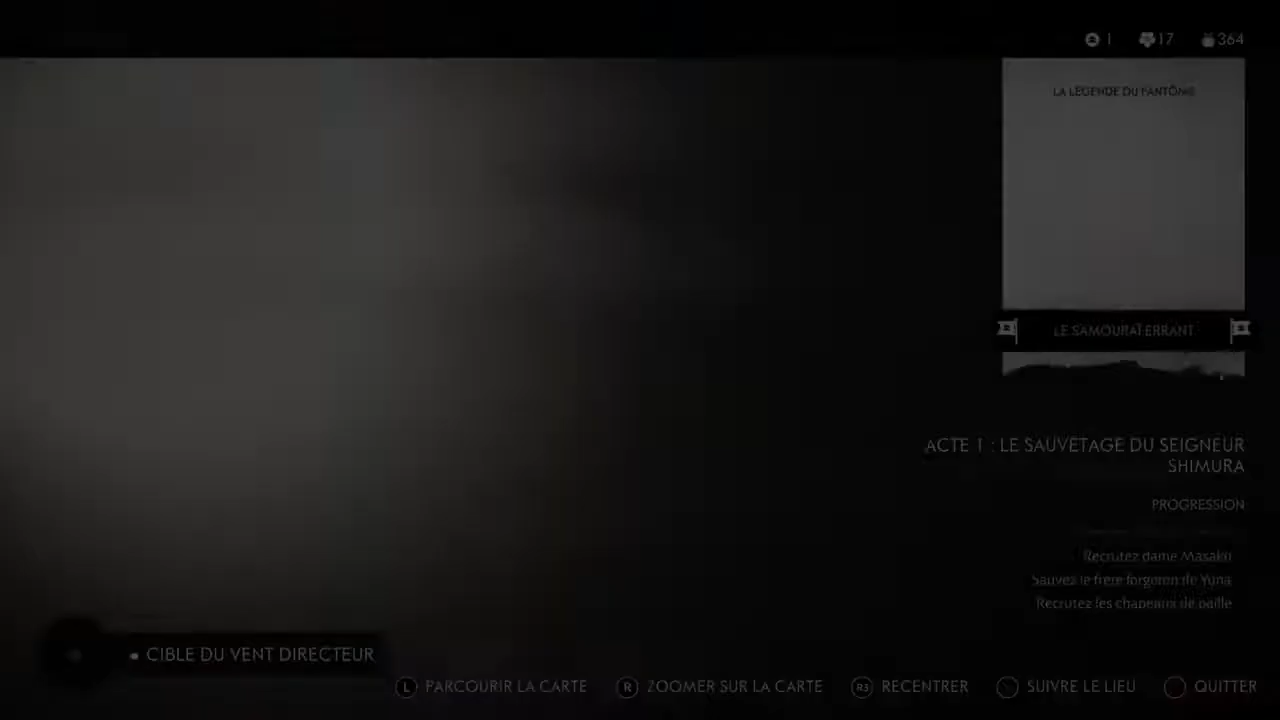 1 17 364
LA LÉGENDE DU FANTÔME
LE SAMOURAÏ ERRANT
ACTE 1 : LE SAUVETAGE DU SEIGNEUR
SHIMURA
PROGRESSION
Recrutez dame Masako
Sauvez le frère forgeron de Yuna
Recrutez les chapeaux de paille
• CIBLE DU VENT DIRECTEUR
L PARCOURIR LA CARTE R ZOOMER SUR LA CARTE R3 RECENTRER SUIVRE LE LIEU QUITTER